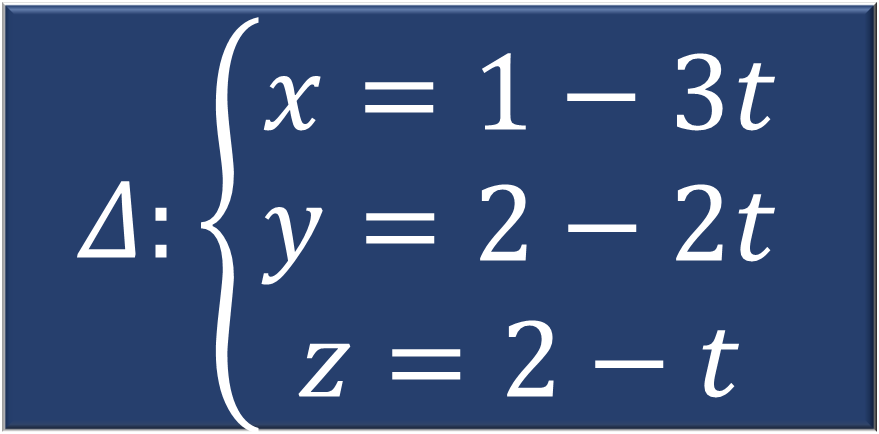 x = 1 − 3t
Δ: y = 2 − 2t
z = 2 − t